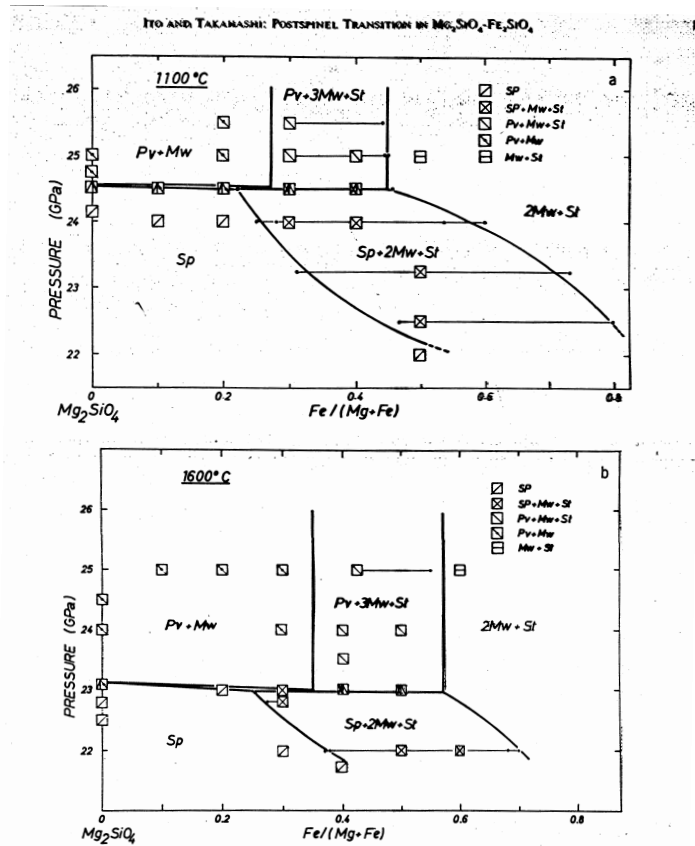 ITO AND TAKAHASHI: POSTSPINEL TRANSITION IN Mg₂SiO₄-Fe₂SiO₄
1100°C
a
Pv+3Mw+St
SP
SP+Mw+St
Pv+Mw+St
Pv+Mw
Mw+St
Pv+Mw
2Mw+St
Sp+2Mw+St
Sp
PRESSURE (GPa)
26
25
24
23
22
0
0.2
0.4
0.6
0.8
Mg₂SiO₄
Fe/(Mg+Fe)
1600°C
b
SP
SP+Mw+St
Pv+Mw+St
Pv+Mw
Mw+St
Pv+3Mw+St
Pv+Mw
2Mw+St
Sp+2Mw+St
Sp
PRESSURE (GPa)
26
25
24
23
22
0
0.2
0.4
0.6
0.8
Mg₂SiO₄
Fe/(Mg+Fe)